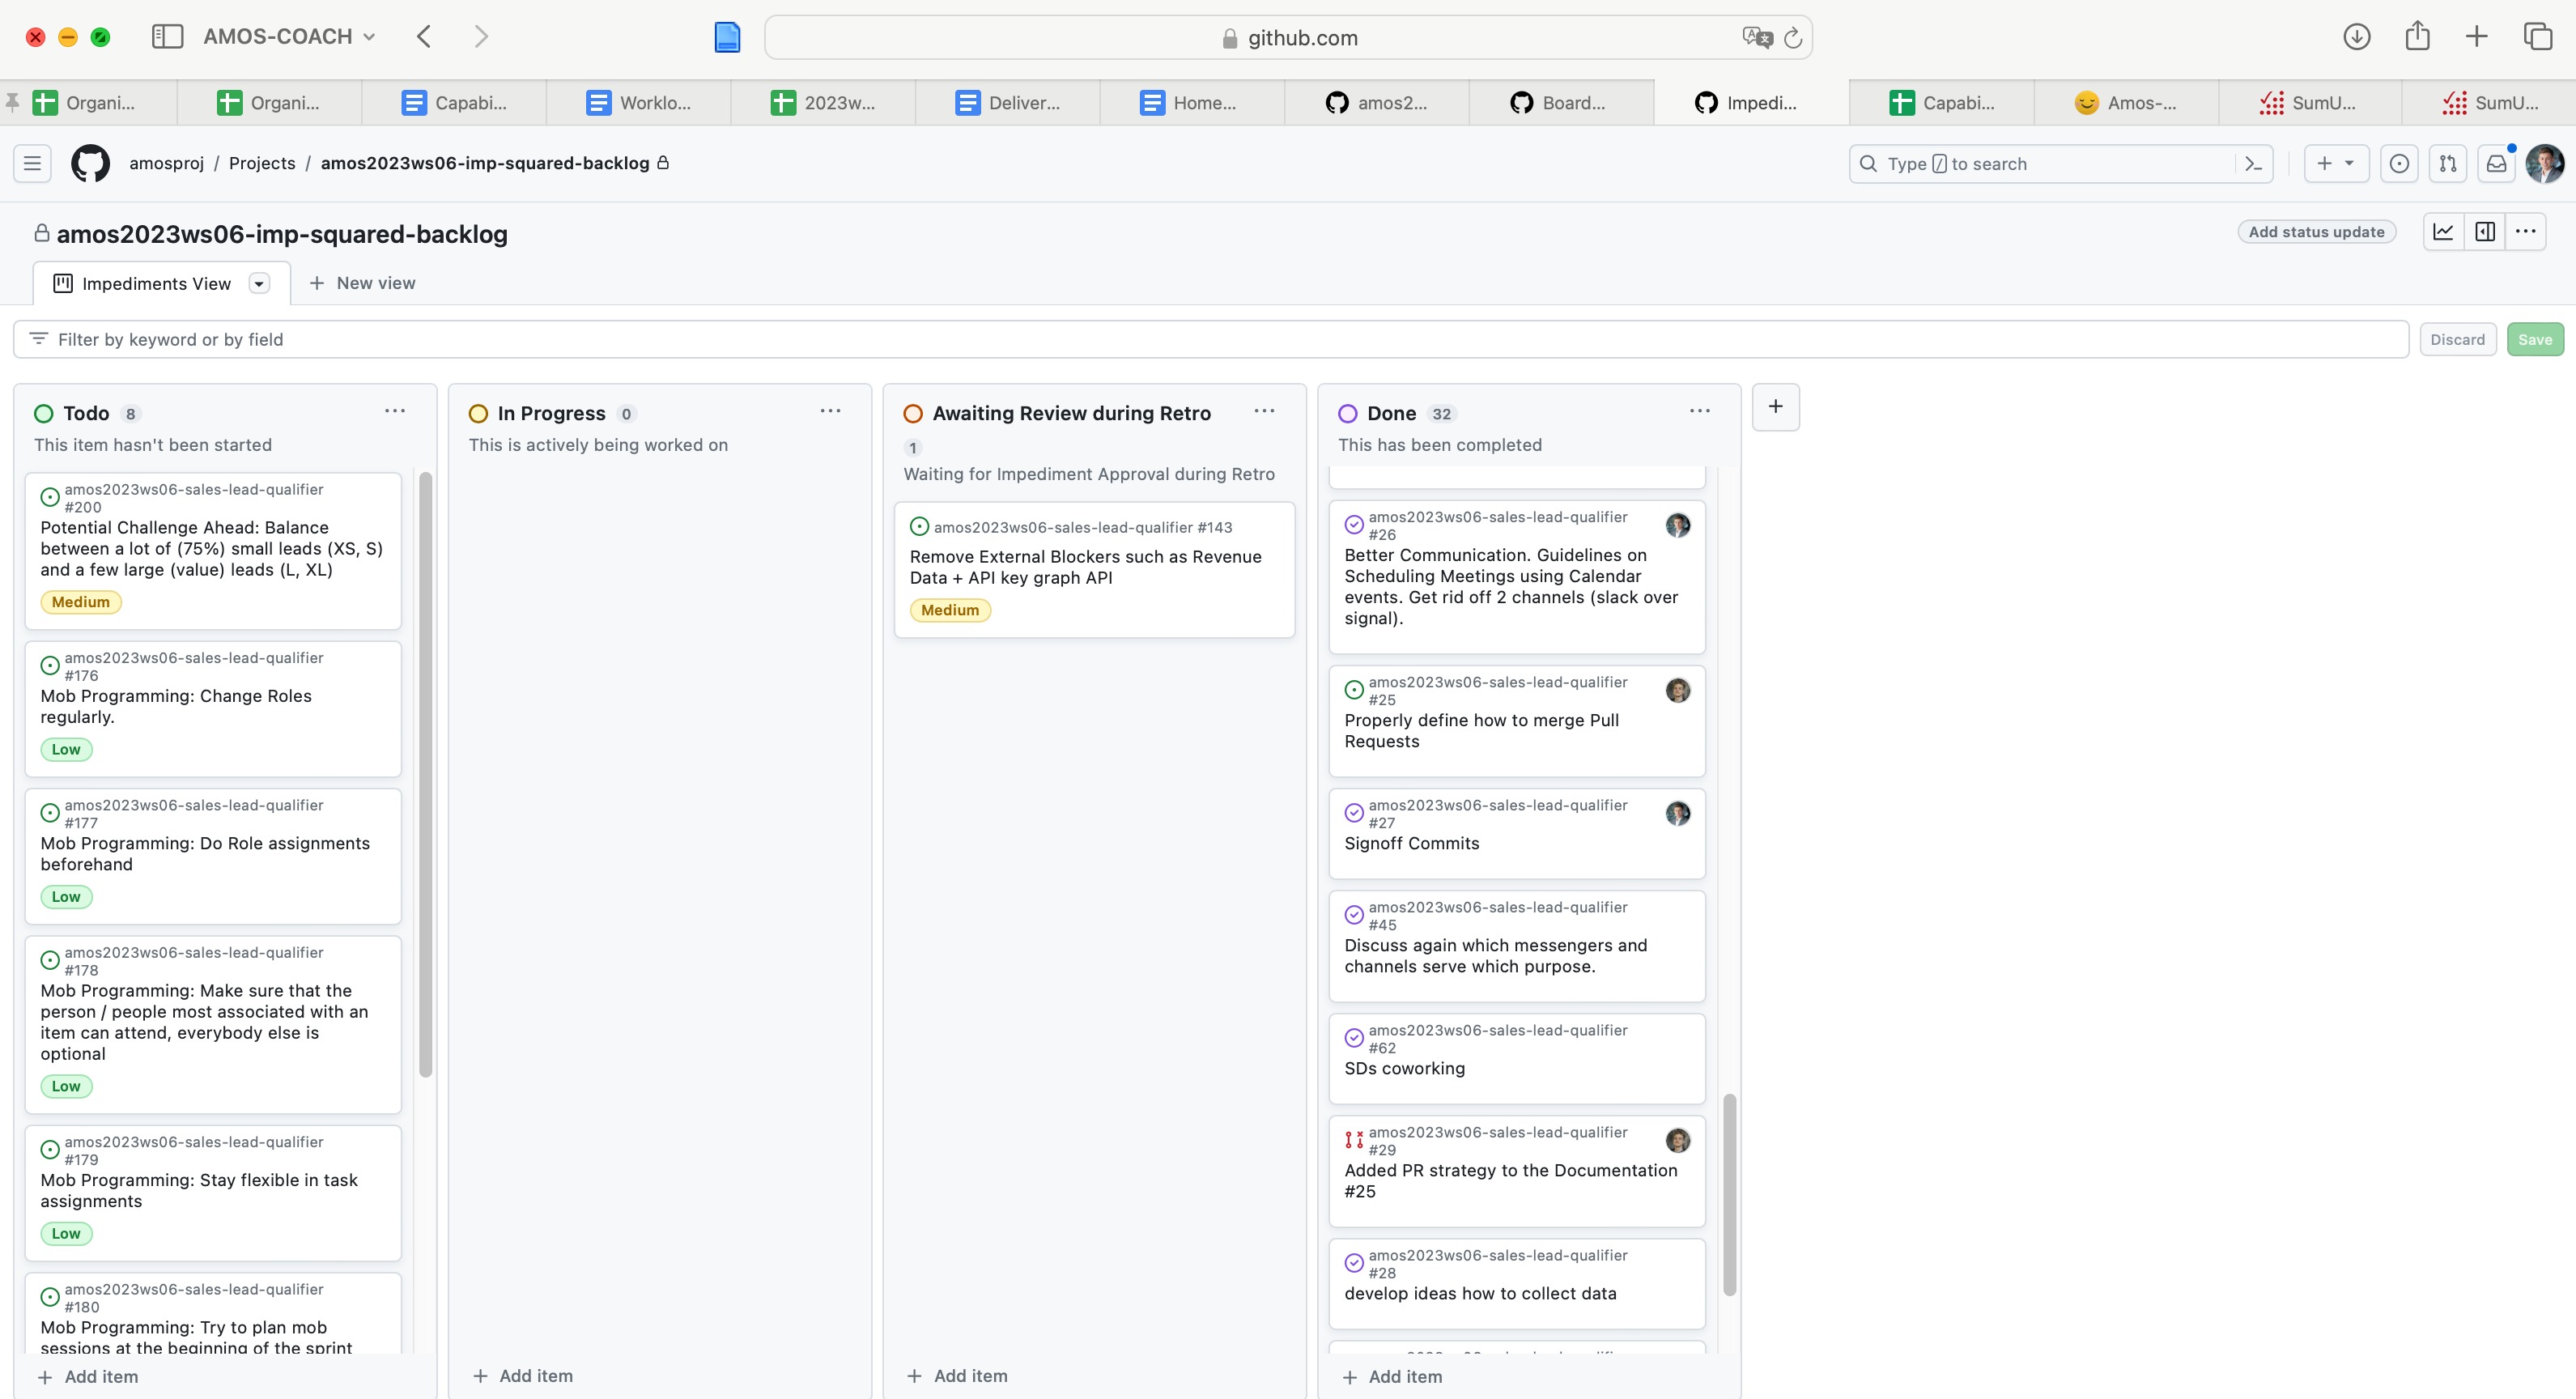 AMOS-COACH
github.com
Organi...
Organi...
Capabi...
Worklo...
2023w...
Deliver...
Home...
amos2...
Board...
Impedi...
Capabi...
Amos-...
SumU...
SumU...
amosproj / Projects / amos2023ws06-imp-squared-backlog
Type / to search
amos2023ws06-imp-squared-backlog
Add status update
Impediments View
New view
Filter by keyword or by field
Discard
Save
Todo 8
This item hasn't been started
amos2023ws06-sales-lead-qualifier
#200
Potential Challenge Ahead: Balance
between a lot of (75%) small leads (XS, S)
and a few large (value) leads (L, XL)
Medium
amos2023ws06-sales-lead-qualifier
#176
Mob Programming: Change Roles
regularly.
Low
amos2023ws06-sales-lead-qualifier
#177
Mob Programming: Do Role assignments
beforehand
Low
amos2023ws06-sales-lead-qualifier
#178
Mob Programming: Make sure that the
person / people most associated with an
item can attend, everybody else is
optional
Low
amos2023ws06-sales-lead-qualifier
#179
Mob Programming: Stay flexible in task
assignments
Low
amos2023ws06-sales-lead-qualifier
#180
Mob Programming: Try to plan mob
sessions at the beginning of the sprint
Add item
In Progress 0
This is actively being worked on
Add item
Awaiting Review during Retro
1
Waiting for Impediment Approval during Retro
amos2023ws06-sales-lead-qualifier #143
Remove External Blockers such as Revenue
Data + API key graph API
Medium
Add item
Done 32
This has been completed
amos2023ws06-sales-lead-qualifier
#26
Better Communication. Guidelines on
Scheduling Meetings using Calendar
events. Get rid off 2 channels (slack over
signal).
amos2023ws06-sales-lead-qualifier
#25
Properly define how to merge Pull
Requests
amos2023ws06-sales-lead-qualifier
#27
Signoff Commits
amos2023ws06-sales-lead-qualifier
#45
Discuss again which messengers and
channels serve which purpose.
amos2023ws06-sales-lead-qualifier
#62
SDs coworking
amos2023ws06-sales-lead-qualifier
#29
Added PR strategy to the Documentation
#25
amos2023ws06-sales-lead-qualifier
#28
develop ideas how to collect data
Add item